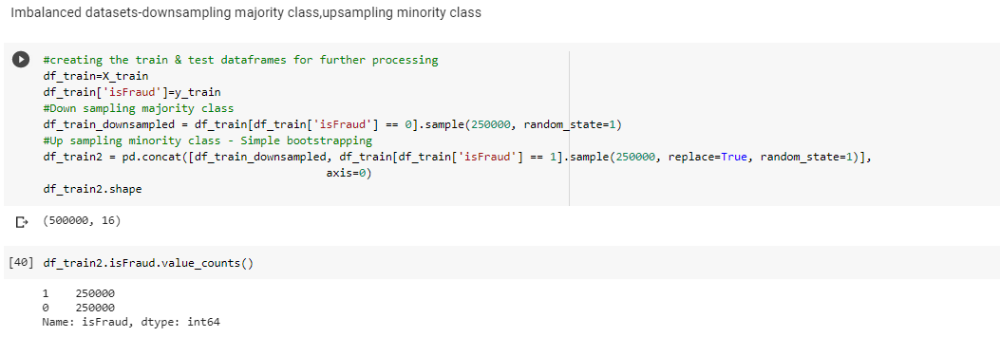 Imbalanced datasets-downsampling majority class,upsampling minority class
#creating the train & test dataframes for further processing
df_train=X_train
df_train['isFraud']=y_train
#Down sampling majority class
df_train_downsampled = df_train[df_train['isFraud'] == 0].sample(250000, random_state=1)
#Up sampling minority class - Simple bootstrapping
df_train2 = pd.concat([df_train_downsampled, df_train[df_train['isFraud'] == 1].sample(250000, replace=True, random_state=1)],
axis=0)
df_train2.shape
(500000, 16)
[40] df_train2.isFraud.value_counts()
1    250000
0    250000
Name: isFraud, dtype: int64